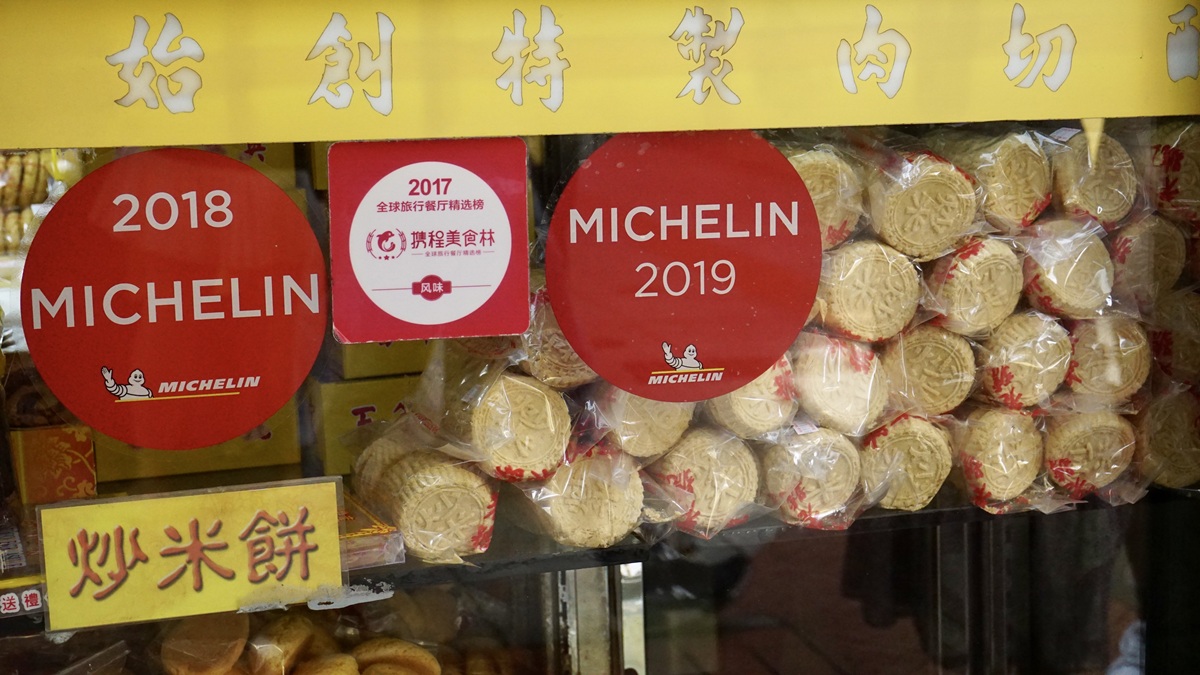 始創特製肉切酥
2018
MICHELIN
MICHELIN
2017
全球旅行餐厅精选榜
携程美食林
全球旅行餐厅精选榜
风味
MICHELIN
2019
MICHELIN
炒米餅
送禮